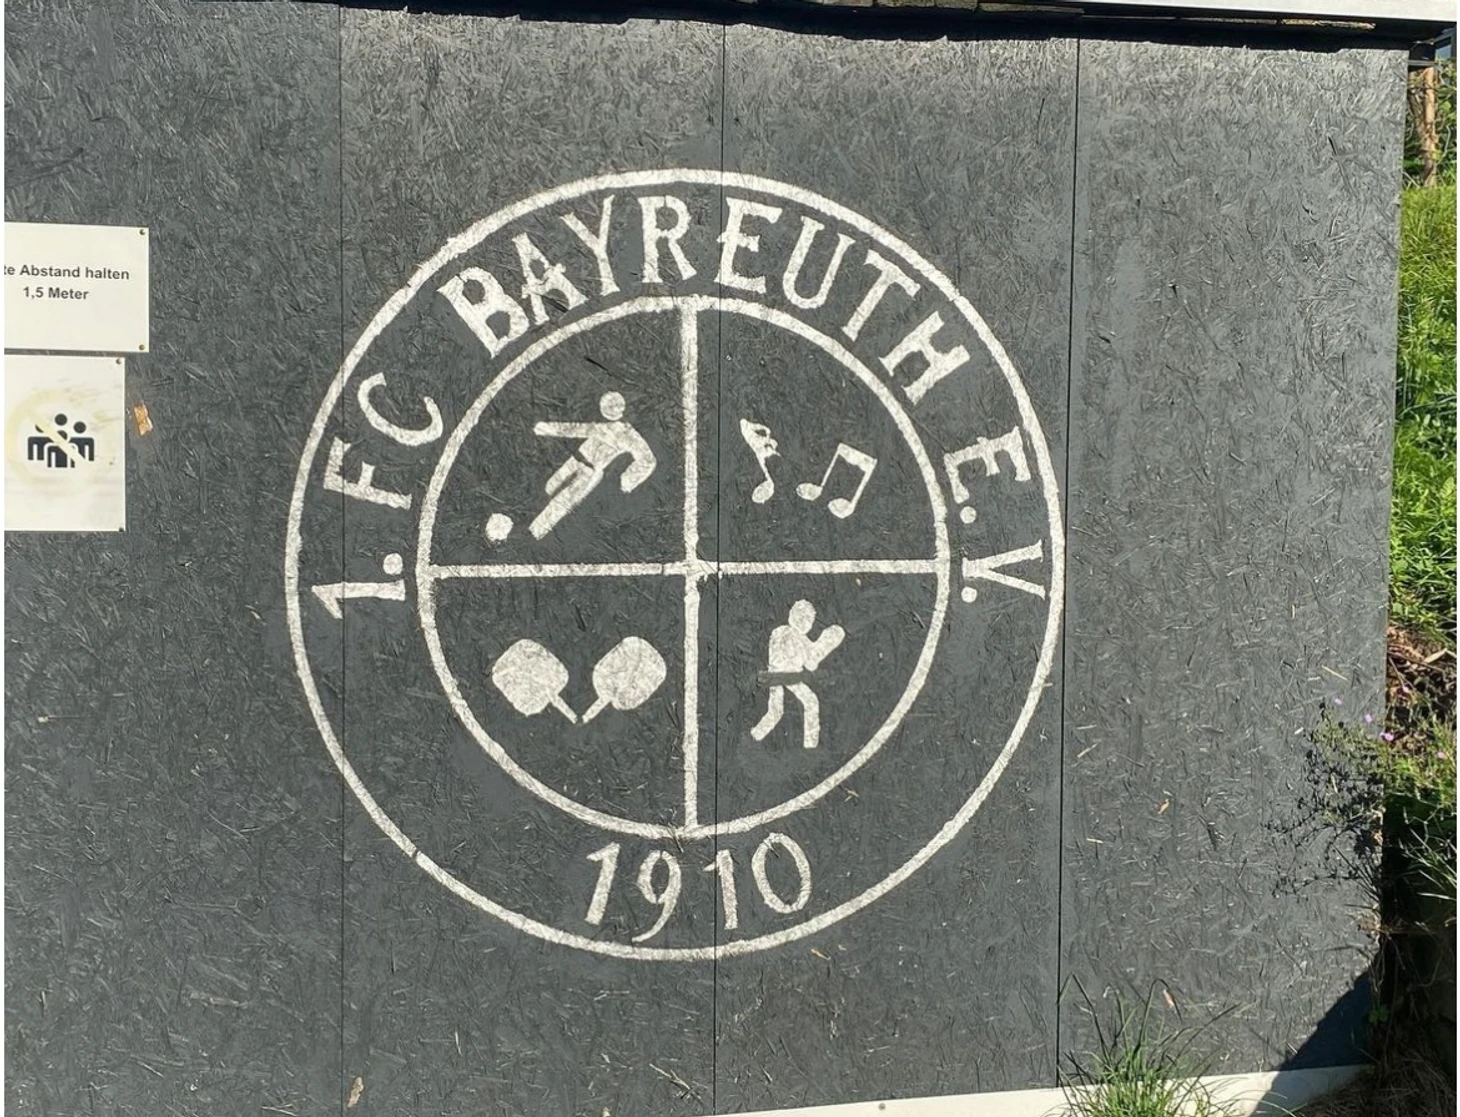 te Abstand halten
1,5 Meter
1. FC BAYREUTH E.V.
1910